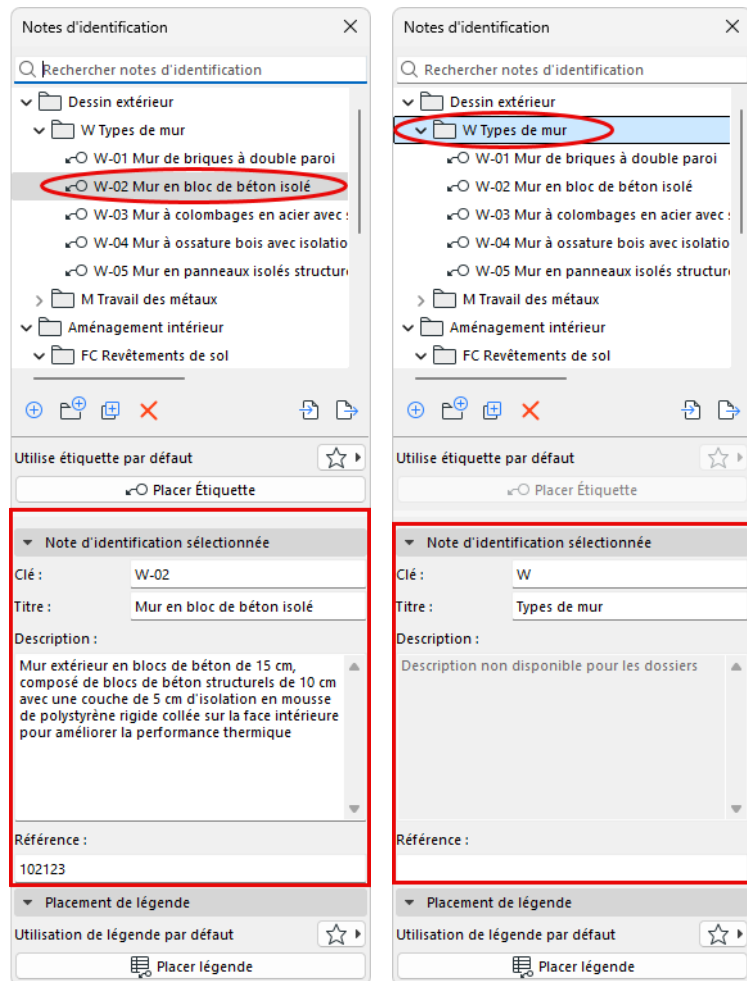 Notes d'identification
Rechercher notes d'identification
Dessin extérieur
W Types de mur
W-01 Mur de briques à double paroi
W-02 Mur en bloc de béton isolé
W-03 Mur à colombages en acier avec
W-04 Mur à ossature bois avec isolatio
W-05 Mur en panneaux isolés structur
M Travail des métaux
Aménagement intérieur
FC Revêtements de sol
Utilise étiquette par défaut
Placer Étiquette
Note d'identification sélectionnée
Clé :
W-02
Titre :
Mur en bloc de béton isolé
Description :
Mur extérieur en blocs de béton de 15 cm,
composé de blocs de béton structurels de 10 cm
avec une couche de 5 cm d'isolation en mousse
de polystyrène rigide collée sur la face intérieure
pour améliorer la performance thermique
Référence :
102123
Placement de légende
Utilisation de légende par défaut
Placer légende
Notes d'identification
Rechercher notes d'identification
Dessin extérieur
W Types de mur
W-01 Mur de briques à double paroi
W-02 Mur en bloc de béton isolé
W-03 Mur à colombages en acier avec
W-04 Mur à ossature bois avec isolatio
W-05 Mur en panneaux isolés structur
M Travail des métaux
Aménagement intérieur
FC Revêtements de sol
Utilise étiquette par défaut
Placer Étiquette
Note d'identification sélectionnée
Clé :
W
Titre :
Types de mur
Description :
Description non disponible pour les dossiers
Référence :
Placement de légende
Utilisation de légende par défaut
Placer légende